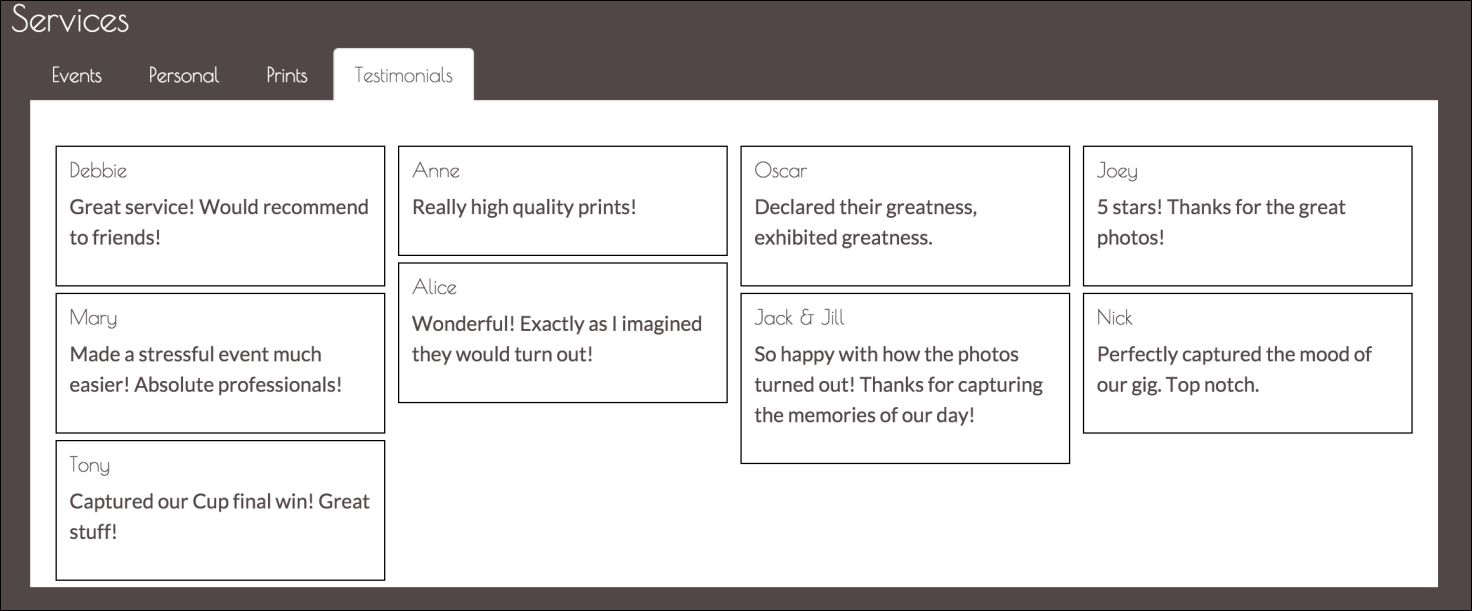 Services
Events
Personal
Prints
Testimonials
Debbie
Great service! Would recommend
to friends!
Mary
Made a stressful event much
easier! Absolute professionals!
Tony
Captured our Cup final win! Great
stuff!
Anne
Really high quality prints!
Alice
Wonderful! Exactly as I imagined
they would turn out!
Oscar
Declared their greatness,
exhibited greatness.
Jack & Jill
So happy with how the photos
turned out! Thanks for capturing
the memories of our day!
Joey
5 stars! Thanks for the great
photos!
Nick
Perfectly captured the mood of
our gig. Top notch.